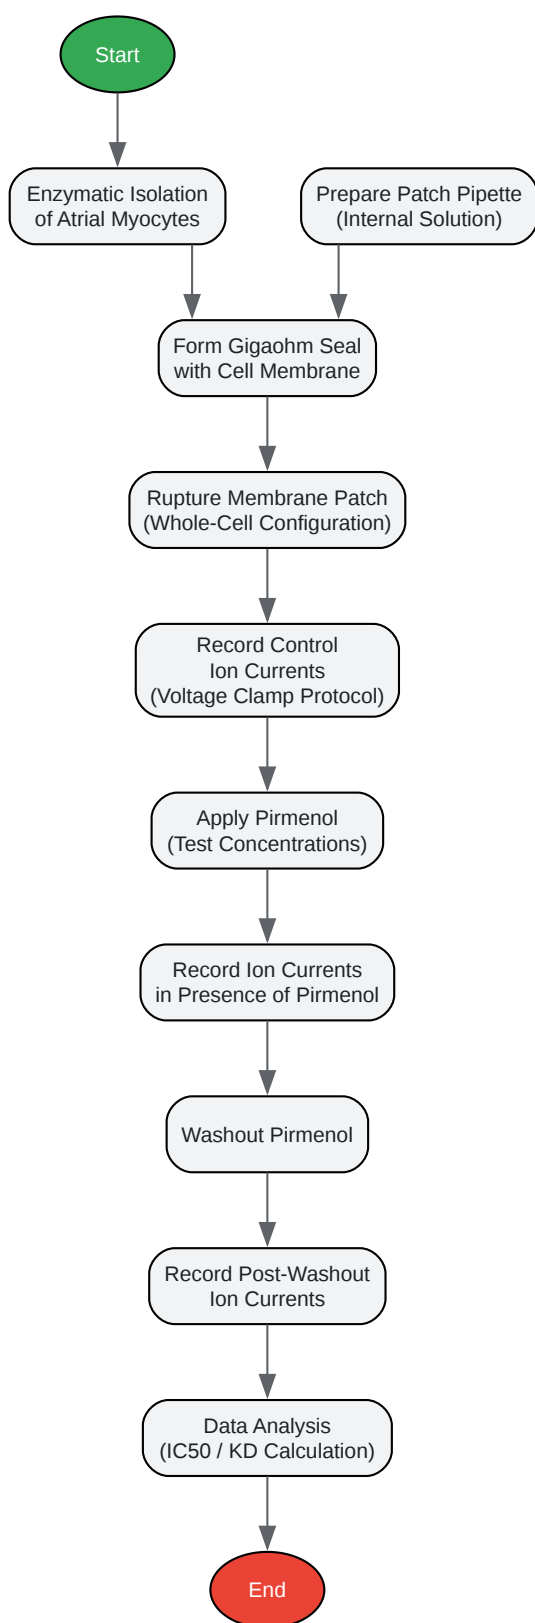 Start
Enzymatic Isolation
of Atrial Myocytes
Prepare Patch Pipette
(Internal Solution)
Form Gigaohm Seal
with Cell Membrane
Rupture Membrane Patch
(Whole-Cell Configuration)
Record Control
Ion Currents
(Voltage Clamp Protocol)
Apply Pirmenol
(Test Concentrations)
Record Ion Currents
in Presence of Pirmenol
Washout Pirmenol
Record Post-Washout
Ion Currents
Data Analysis
(IC50 / KD Calculation)
End